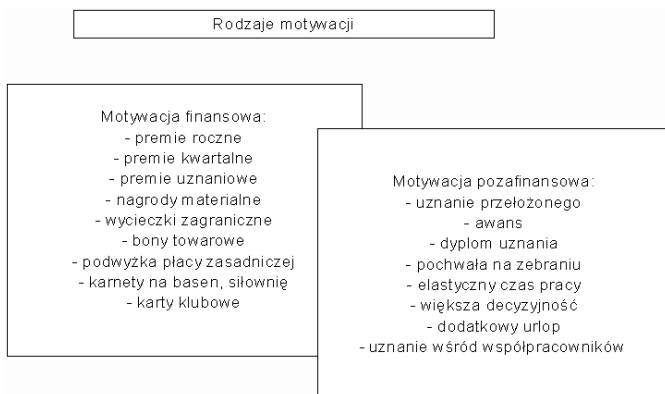 Rodzaje motywacji
Motywacja finansowa:
- premie roczne
- premie kwartalne
- premie uznaniowe
- nagrody materialne
- wycieczki zagraniczne
- bony towarowe
- podwyżka płacy zasadniczej
- karnety na basen, siłownię
- karty klubowe
Motywacja pozafinansowa:
- uznanie przełożonego
- awans
- dyplom uznania
- pochwała na zebraniu
- elastyczny czas pracy
- większa decyzyjność
- dodatkowy urlop
- uznanie wśród współpracowników